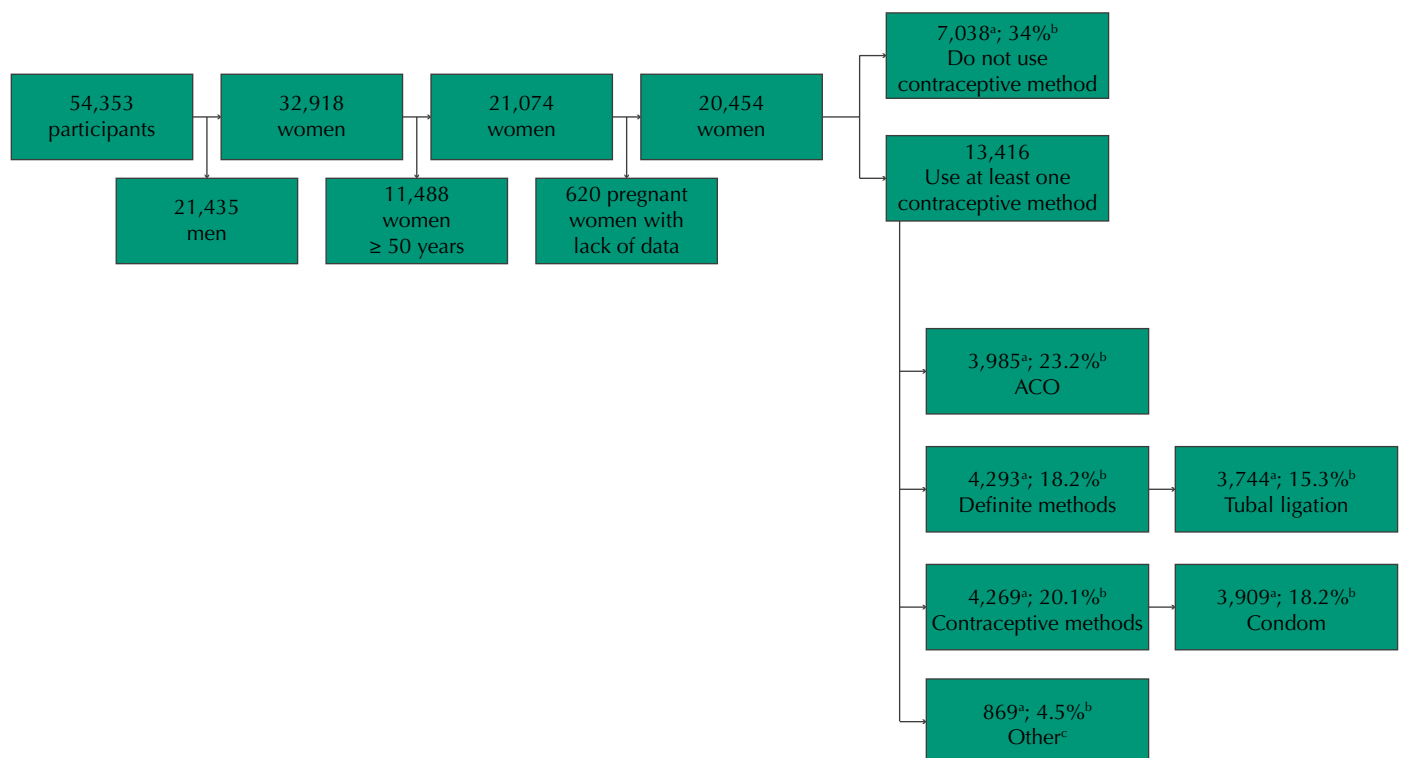 54,353
participants
32,918
women
21,074
women
20,454
women
21,435
men
11,488
women
≥ 50 years
620 pregnant
women with
lack of data
7,038ᵃ; 34%ᵇ
Do not use
contraceptive method
13,416
Use at least one
contraceptive method
3,985ᵃ; 23.2%ᵇ
ACO
4,293ᵃ; 18.2%ᵇ
Definite methods
3,744ᵃ; 15.3%ᵇ
Tubal ligation
4,269ᵃ; 20.1%ᵇ
Contraceptive methods
3,909ᵃ; 18.2%ᵇ
Condom
869ᵃ; 4.5%ᵇ
Otherᶜ